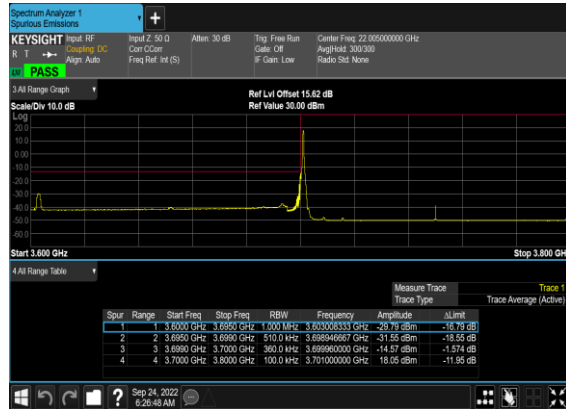 Spectrum Analyzer 1
Spurious Emissions
+
KEYSIGHT Input: RF Input Z: 50 Ω Atten: 30 dB Trig: Free Run Center Freq: 22.005000000 GHz
R T Coupling: DC Corr CCorr Gate: Off Avg|Hold: 300/300
Align: Auto Freq Ref: Int (S) IF Gain: Low Radio Std: None
PASS
3 All Range Graph Ref Lvl Offset 15.62 dB
Scale/Div 10.0 dB Ref Value 30.00 dBm
Log
20.0
10.0
0.00
-10.0
-20.0
-30.0
-40.0
-50.0
-60.0
Start 3.600 GHz Stop 3.800 GHz
4 All Range Table
Measure Trace Trace 1
Trace Type Trace Average (Active)
Spur Range Start Freq Stop Freq RBW Frequency Amplitude ΔLimit
1 1 3.6000 GHz 3.6950 GHz 1.000 MHz 3.603008333 GHz -29.79 dBm -16.79 dB
2 2 3.6950 GHz 3.6990 GHz 510.0 kHz 3.698946667 GHz -31.55 dBm -18.55 dB
3 3 3.6990 GHz 3.7000 GHz 360.0 kHz 3.699960000 GHz -14.57 dBm -1.574 dB
4 4 3.7000 GHz 3.8000 GHz 100.0 kHz 3.701000000 GHz 18.05 dBm -11.95 dB
? Sep 24, 2022
6:26:48 AM